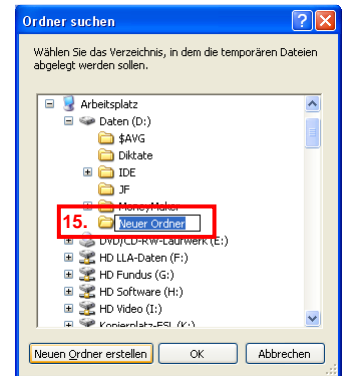 Ordner suchen
Wählen Sie das Verzeichnis, in dem die temporären Dateien
abgelegt werden sollen.
Arbeitsplatz
Daten (D:)
$AVG
Diktate
IDE
JF
MoneyMaker
15. Neuer Ordner
DVD/CD-RW-Laufwerk (E:)
HD LLA-Daten (F:)
HD Fundus (G:)
HD Software (H:)
HD Video (I:)
Kopierplatz-ESL (K:)
Neuen Ordner erstellen OK Abbrechen